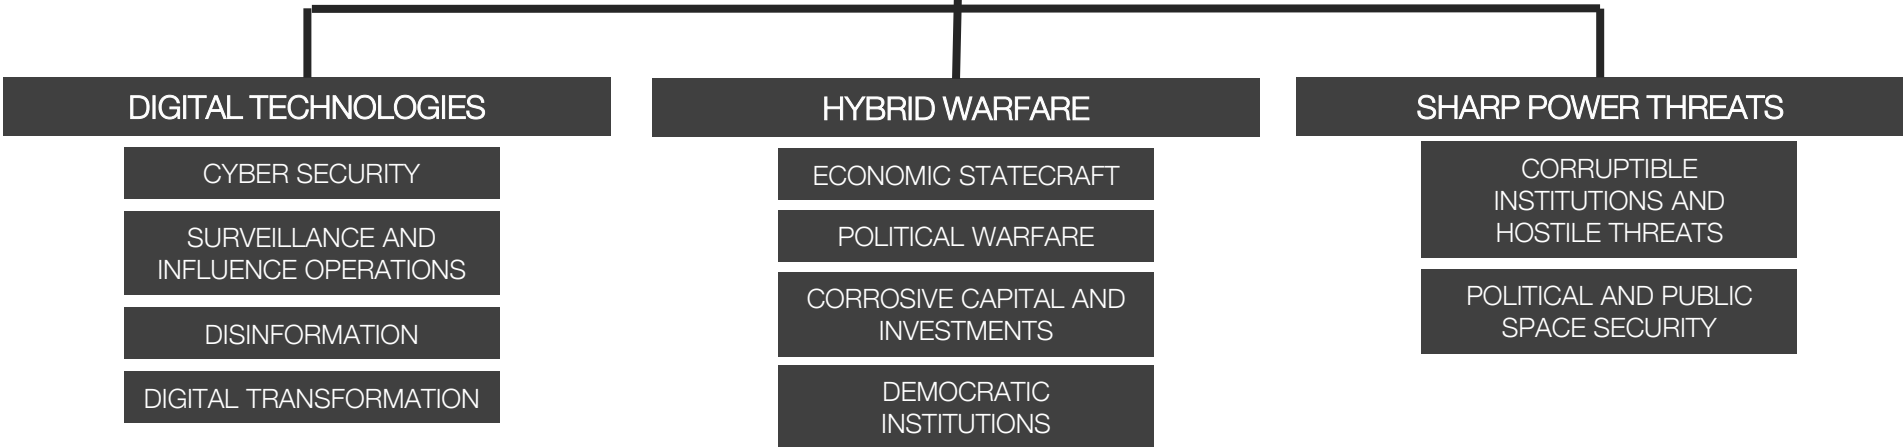 DIGITAL TECHNOLOGIES
CYBER SECURITY
SURVEILLANCE AND
INFLUENCE OPERATIONS
DISINFORMATION
DIGITAL TRANSFORMATION
HYBRID WARFARE
ECONOMIC STATECRAFT
POLITICAL WARFARE
CORROSIVE CAPITAL AND
INVESTMENTS
DEMOCRATIC
INSTITUTIONS
SHARP POWER THREATS
CORRUPTIBLE
INSTITUTIONS AND
HOSTILE THREATS
POLITICAL AND PUBLIC
SPACE SECURITY